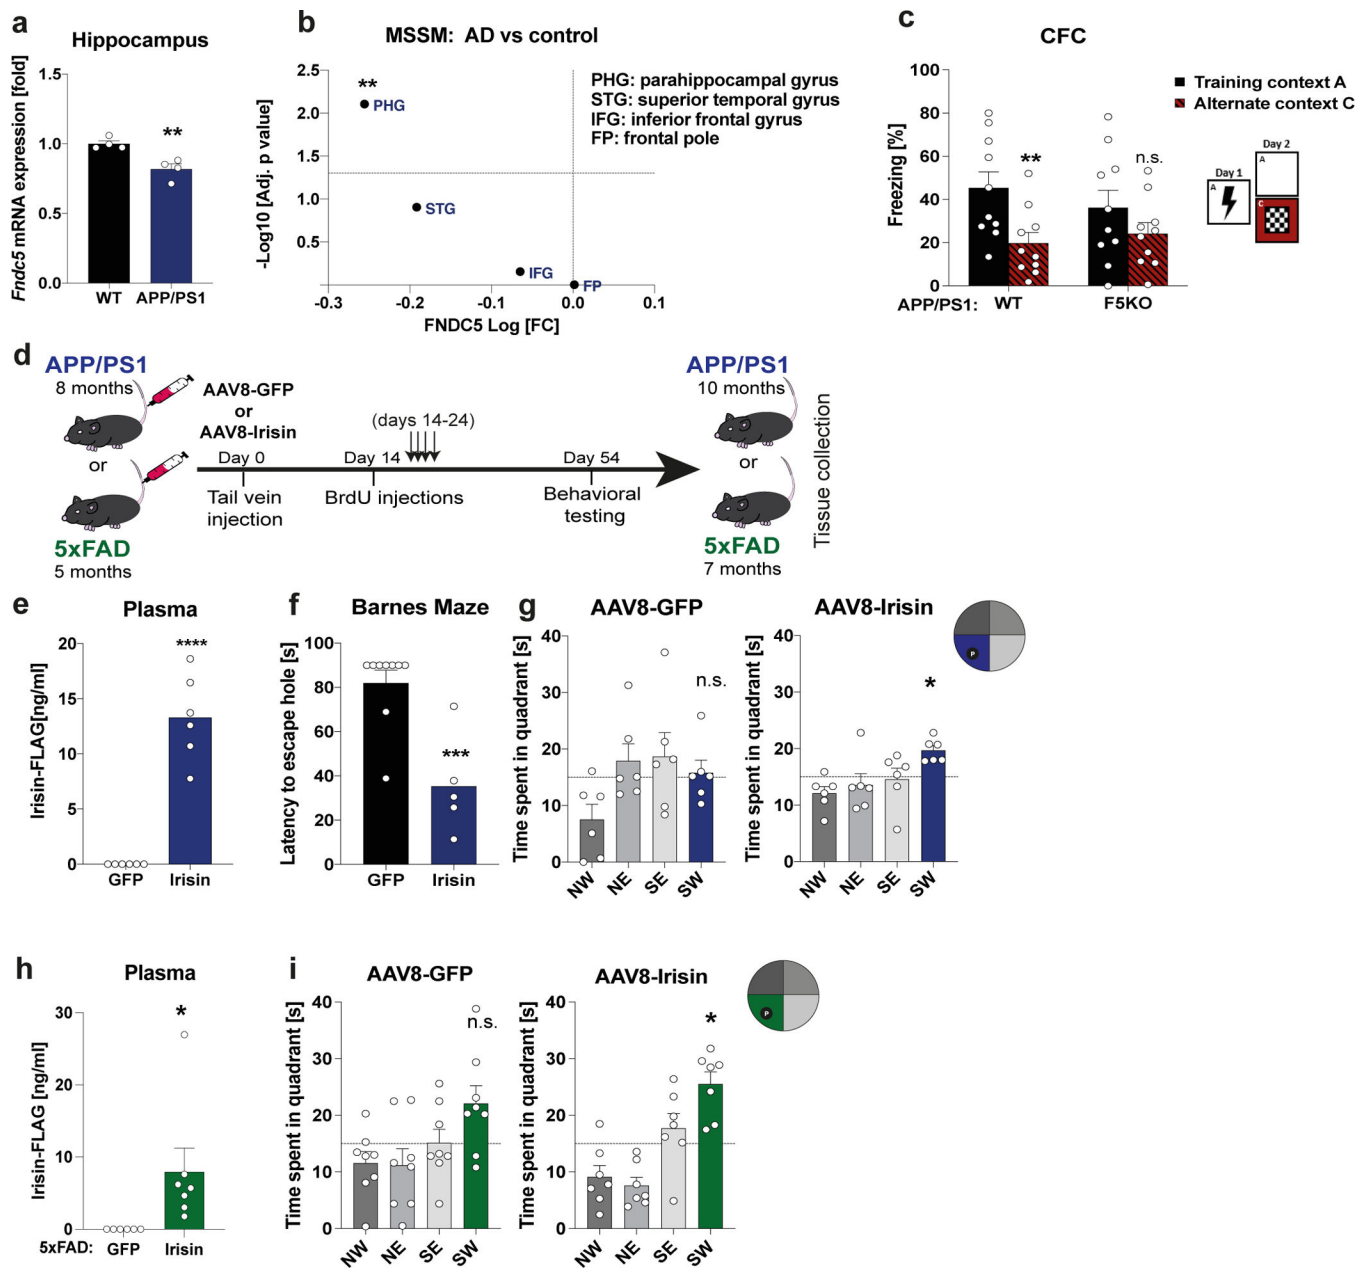 a
Hippocampus
Fndc5 mRNA expression [fold]
1.5
1.0
0.5
0.0
**
WT
APP/PS1
b
MSSM: AD vs control
-Log10 [Adj. p value]
2.5
2.0
1.5
1.0
0.5
**
PHG
STG
IFG
FP
PHG: parahippocampal gyrus
STG: superior temporal gyrus
IFG: inferior frontal gyrus
FP: frontal pole
-0.3
-0.2
-0.1
0.0
0.1
FNDC5 Log [FC]
c
CFC
Freezing [%]
100
80
60
40
20
0
**
n.s.
Training context A
Alternate context C
Day 1
A
Day 2
A
C
APP/PS1:
WT
F5KO
d
APP/PS1
8 months
or
5xFAD
5 months
AAV8-GFP
or
AAV8-Irisin
Day 0
Tail vein
injection
Day 14
(days 14-24)
BrdU injections
Day 54
Behavioral
testing
APP/PS1
10 months
or
5xFAD
7 months
Tissue collection
e
Plasma
Irisin-FLAG[ng/ml]
20
15
10
5
0
****
GFP
Irisin
f
Barnes Maze
Latency to escape hole [s]
100
80
60
40
20
0
***
GFP
Irisin
g
AAV8-GFP
Time spent in quadrant [s]
40
30
20
10
0
n.s.
NW
NE
SE
SW
AAV8-Irisin
Time spent in quadrant [s]
40
30
20
10
0
*
NW
NE
SE
SW
P
h
Plasma
Irisin-FLAG [ng/ml]
30
20
10
0
*
5xFAD:
GFP
Irisin
i
AAV8-GFP
Time spent in quadrant [s]
40
30
20
10
0
n.s.
NW
NE
SE
SW
AAV8-Irisin
Time spent in quadrant [s]
40
30
20
10
0
*
NW
NE
SE
SW
P